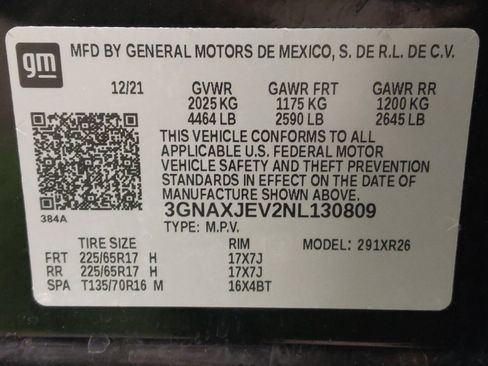 gm
MFD BY GENERAL MOTORS DE MEXICO, S. DE R.L. DE C.V.
12/21 GVWR GAWR FRT GAWR RR
2025 KG 1175 KG 1200 KG
4464 LB 2590 LB 2645 LB
THIS VEHICLE CONFORMS TO ALL
APPLICABLE U.S. FEDERAL MOTOR
VEHICLE SAFETY AND THEFT PREVENTION
STANDARDS IN EFFECT ON THE DATE OF
MANUFACTURE SHOWN ABOVE.
384A 3GNAXJEV2NL130809
TYPE: M.P.V.
TIRE SIZE RIM MODEL: 291XR26
FRT 225/65R17 H 17X7J
RR 225/65R17 H 17X7J
SPA T135/70R16 M 16X4BT